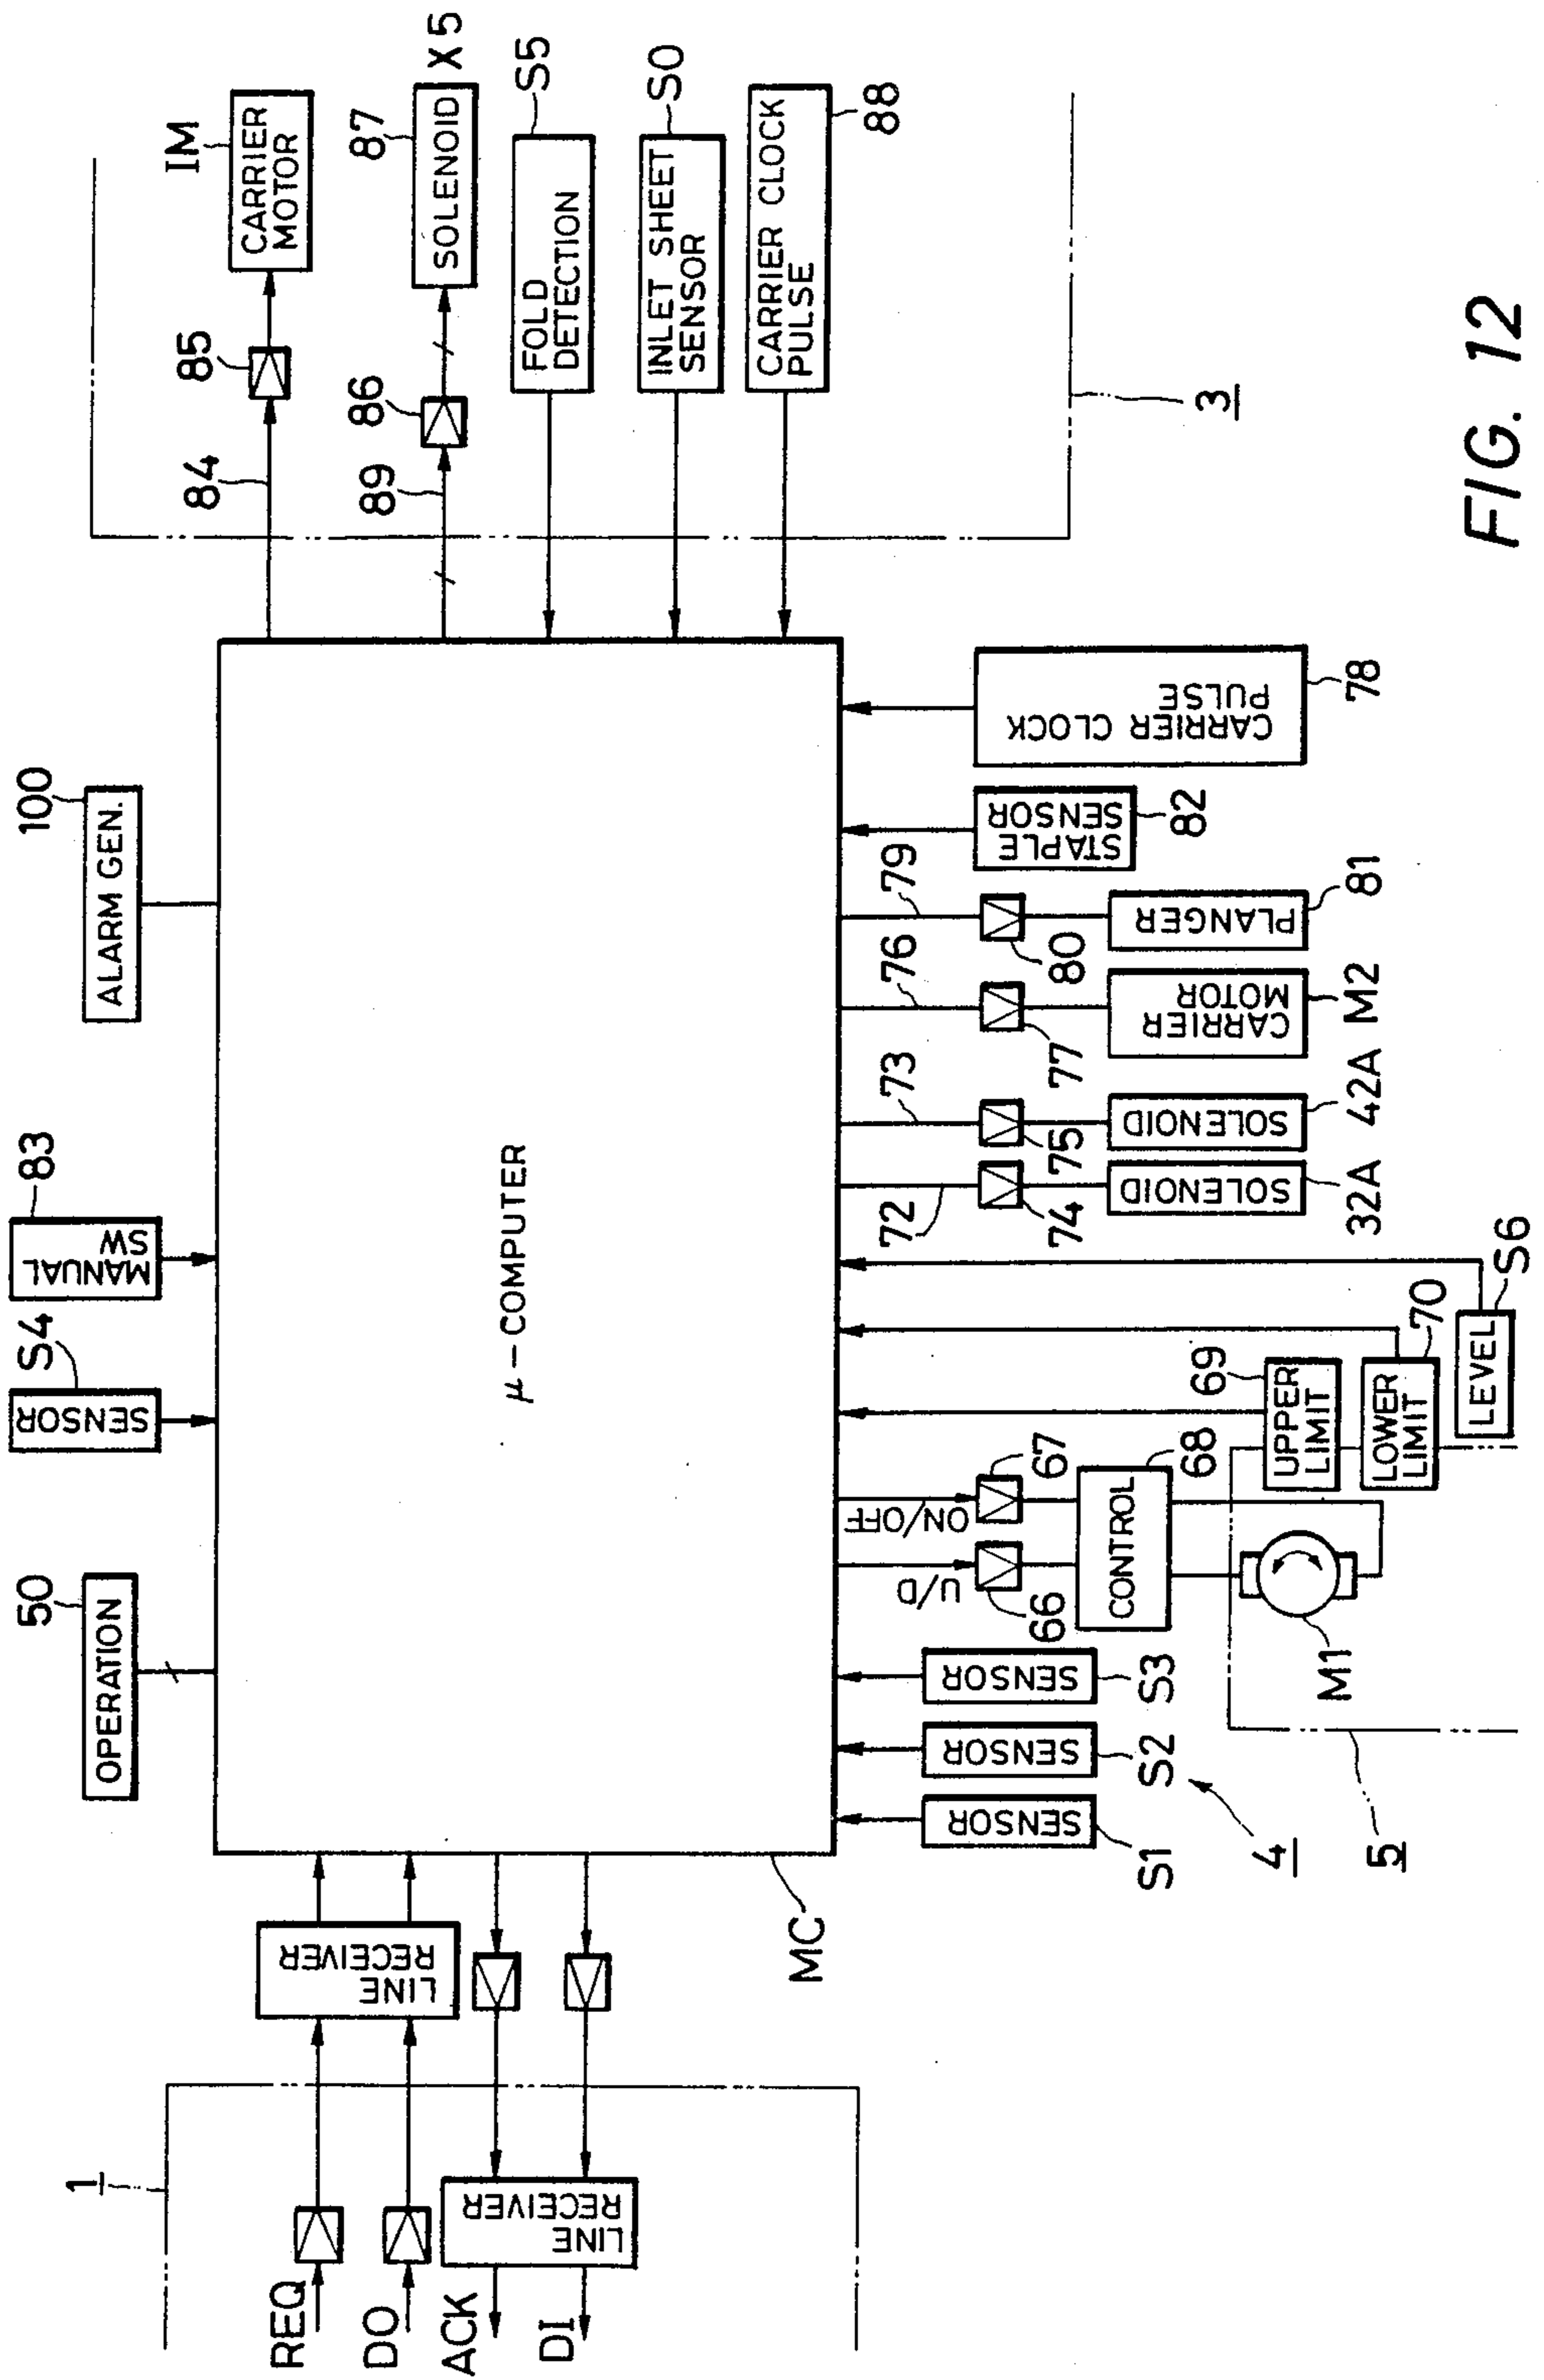 FIG. 12
1
REQ
DO
ACK
DI
LINE
RECEIVER
LINE
RECEIVER
MC
50
OPERATION
S4
SENSOR
83
MANUAL
SW
100
ALARM GEN.
μ-COMPUTER
84
85
IM
CARRIER
MOTOR
89
86
87
SOLENOID
X5
FOLD
DETECTION
S5
INLET SHEET
SENSOR
S0
CARRIER CLOCK
PULSE
88
3
SENSOR
S1
SENSOR
S2
SENSOR
S3
4
5
U/D
ON/OFF
66
67
CONTROL
68
M1
UPPER
LIMIT
69
LOWER
LIMIT
70
LEVEL
S6
72
74
SOLENOID
32A
73
75
SOLENOID
42A
76
77
CARRIER
MOTOR
M2
79
80
PLANGER
81
STAPLE
SENSOR
82
CARRIER CLOCK
PULSE
78